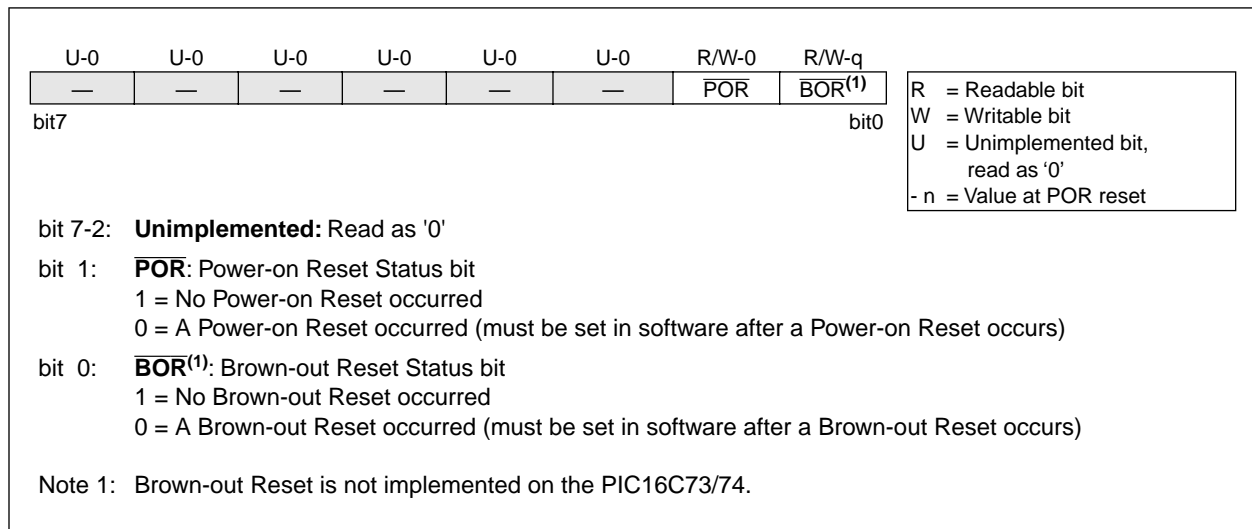 U-0 U-0 U-0 U-0 U-0 U-0 R/W-0 R/W-q
— — — — — — P̅O̅R̅ B̅O̅R̅(1)
bit7 bit0
R = Readable bit
W = Writable bit
U = Unimplemented bit,
read as ‘0’
- n = Value at POR reset
bit 7-2: Unimplemented: Read as '0'
bit 1: P̅O̅R̅: Power-on Reset Status bit
1 = No Power-on Reset occurred
0 = A Power-on Reset occurred (must be set in software after a Power-on Reset occurs)
bit 0: B̅O̅R̅(1): Brown-out Reset Status bit
1 = No Brown-out Reset occurred
0 = A Brown-out Reset occurred (must be set in software after a Brown-out Reset occurs)
Note 1: Brown-out Reset is not implemented on the PIC16C73/74.